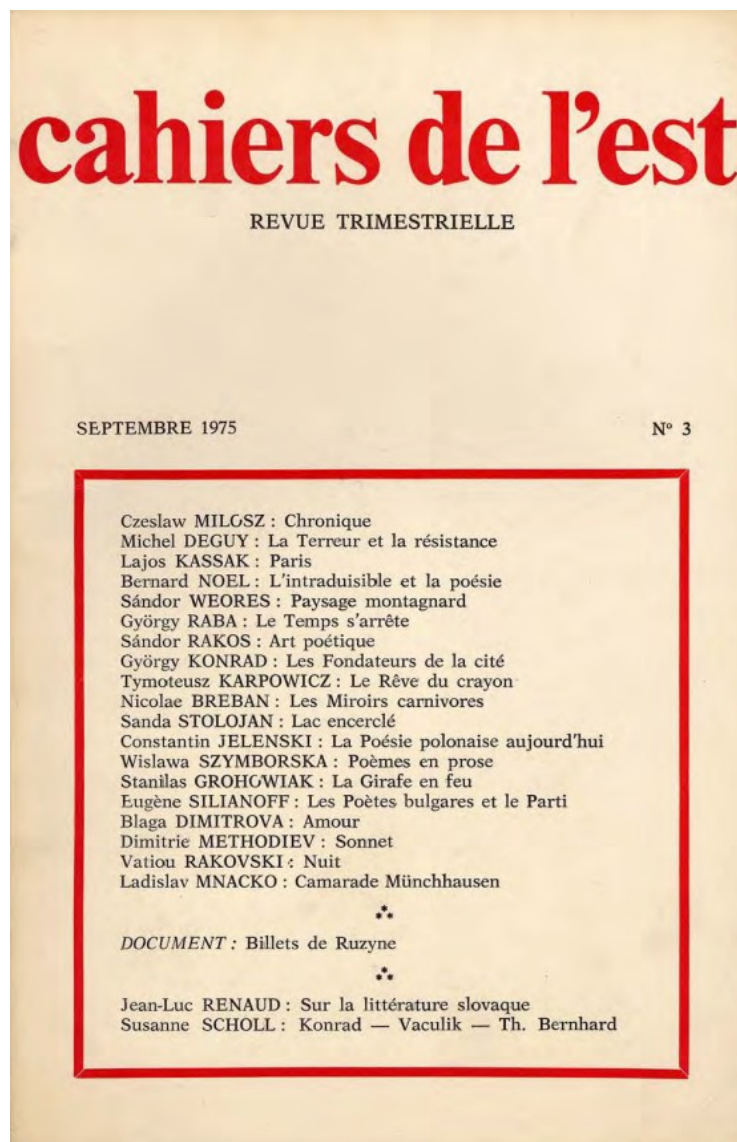 cahiers de l'est
REVUE TRIMESTRIELLE
SEPTEMBRE 1975 N° 3
Czeslaw MILOSZ : Chronique
Michel DEGUY : La Terreur et la résistance
Lajos KASSAK : Paris
Bernard NOEL : L'intraduisible et la poésie
Sándor WEORES : Paysage montagnard
György RABA : Le Temps s'arrête
Sándor RAKOS : Art poétique
György KONRAD : Les Fondateurs de la cité
Tymoteusz KARPOWICZ : Le Rêve du crayon
Nicolae BREBAN : Les Miroirs carnivores
Sanda STOLOJAN : Lac encerclé
Constantin JELENSKI : La Poésie polonaise aujourd'hui
Wislawa SZYMBORSKA : Poèmes en prose
Stanilas GROHOWIAK : La Girafe en feu
Eugène SILIANOFF : Les Poètes bulgares et le Parti
Blaga DIMITROVA : Amour
Dimitrie METHODIEV : Sonnet
Vatiou RAKOVSKI : Nuit
Ladislav MNACKO : Camarade Münchhausen
⁂
DOCUMENT : Billets de Ruzyne
⁂
Jean-Luc RENAUD : Sur la littérature slovaque
Susanne SCHOLL : Konrad — Vaculik — Th. Bernhard